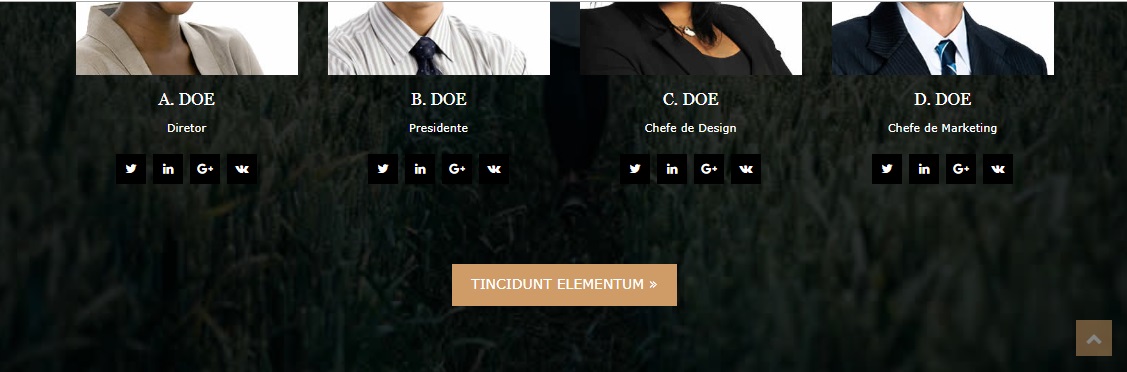 A. DOE
Diretor
B. DOE
Presidente
C. DOE
Chefe de Design
D. DOE
Chefe de Marketing
TINCIDUNT ELEMENTUM »